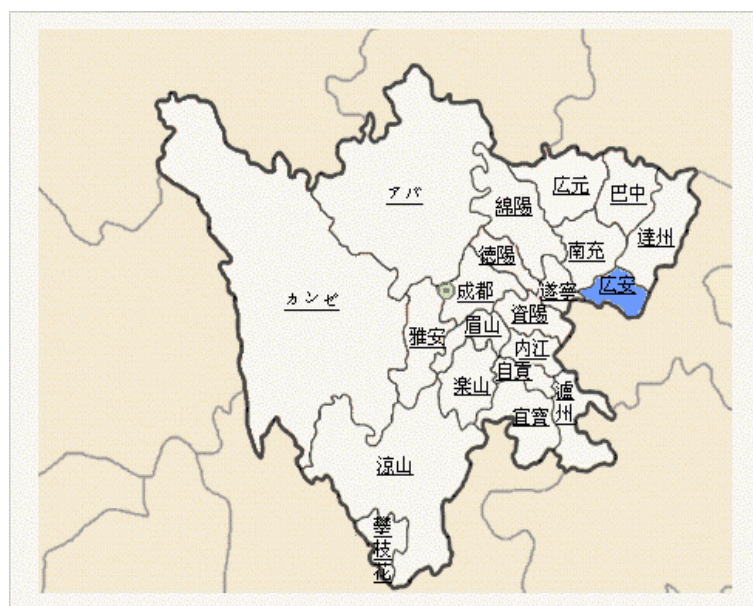 アバ
綿陽
広元
巴中
達州
徳陽
南充
カンゼ
成都
遂寧
広安
雅安
眉山
資陽
内江
楽山
自貢
瀘州
宜賓
涼山
攀枝花